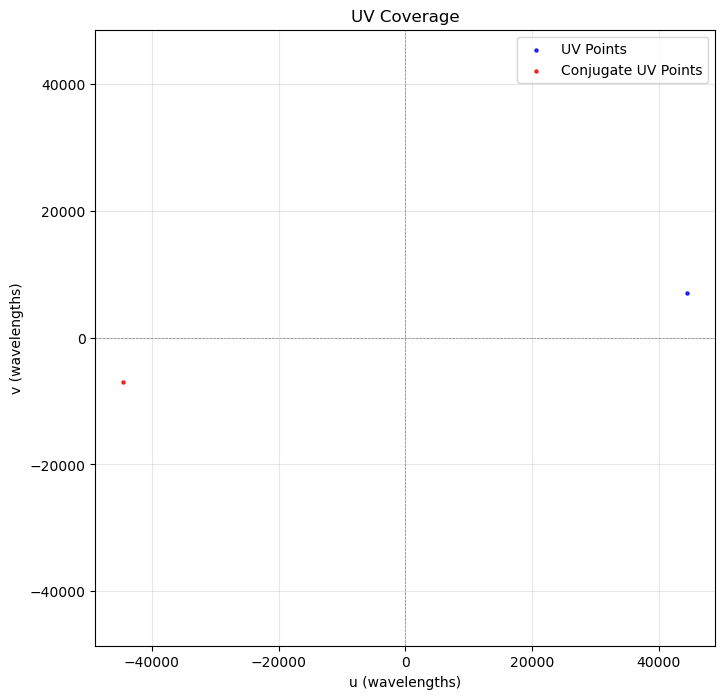 UV Coverage
UV Points
Conjugate UV Points
40000
20000
0
−20000
−40000
v (wavelengths)
−40000
−20000
0
20000
40000
u (wavelengths)